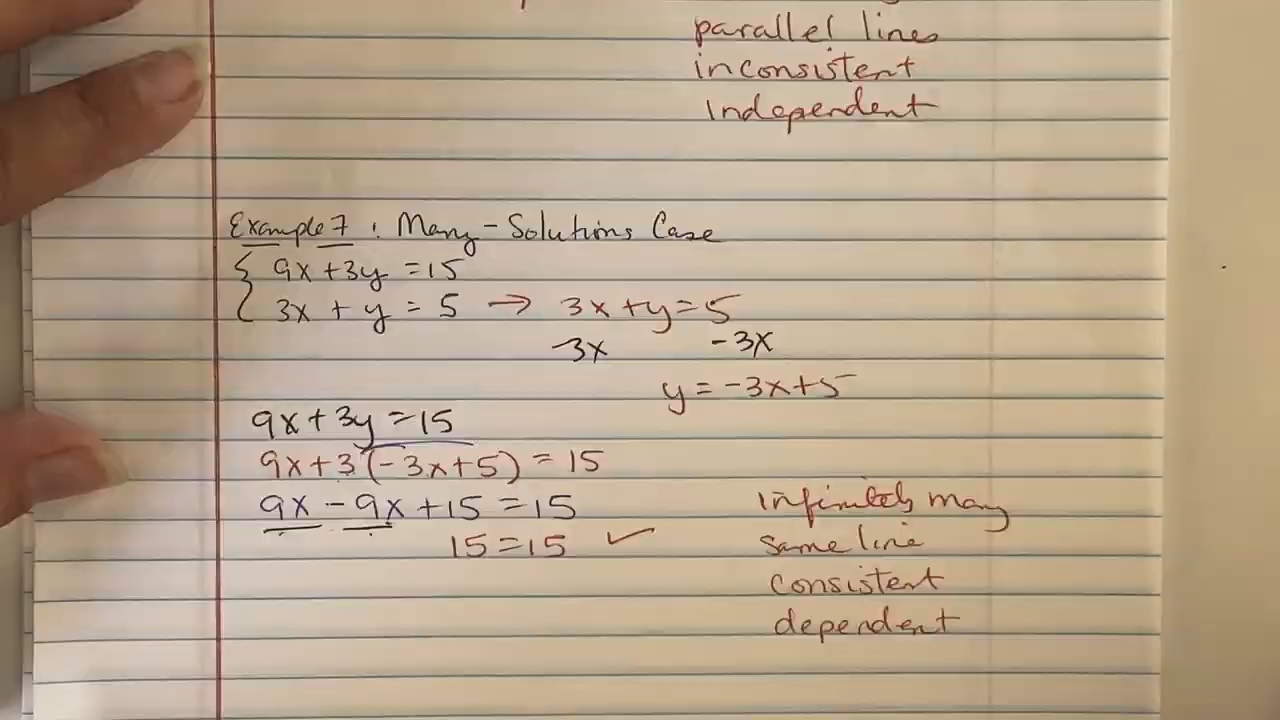 parallel lines
inconsistent
Independent
Example 7 : Many-Solutions Case
9x + 3y = 15
3x + y = 5 → 3x + y = 5
-3x -3x
y = -3x + 5
9x + 3y = 15
9x + 3(-3x + 5) = 15
9x - 9x + 15 = 15
15 = 15 ✓
Infinitely many
same line
consistent
dependent